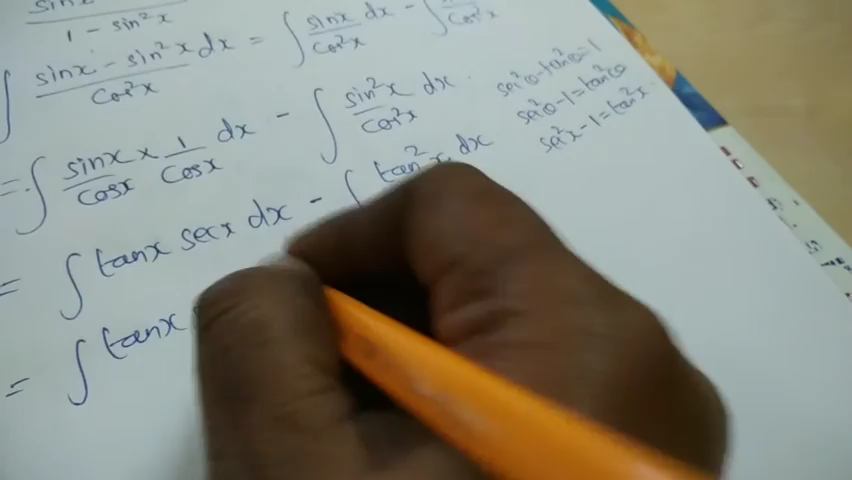 sinx
1 - sin²x
∫ (sinx - sin²x)/cos²x dx = ∫ sinx/cos²x dx - ∫
= ∫ sinx/cosx × 1/cosx dx - ∫ sin²x/cos²x dx
= ∫ tanx secx dx - ∫ tan²x dx
= ∫ tanx
sec²θ-tan²θ=1
sec²θ-1=tan²θ
sec²x-1=tan²x